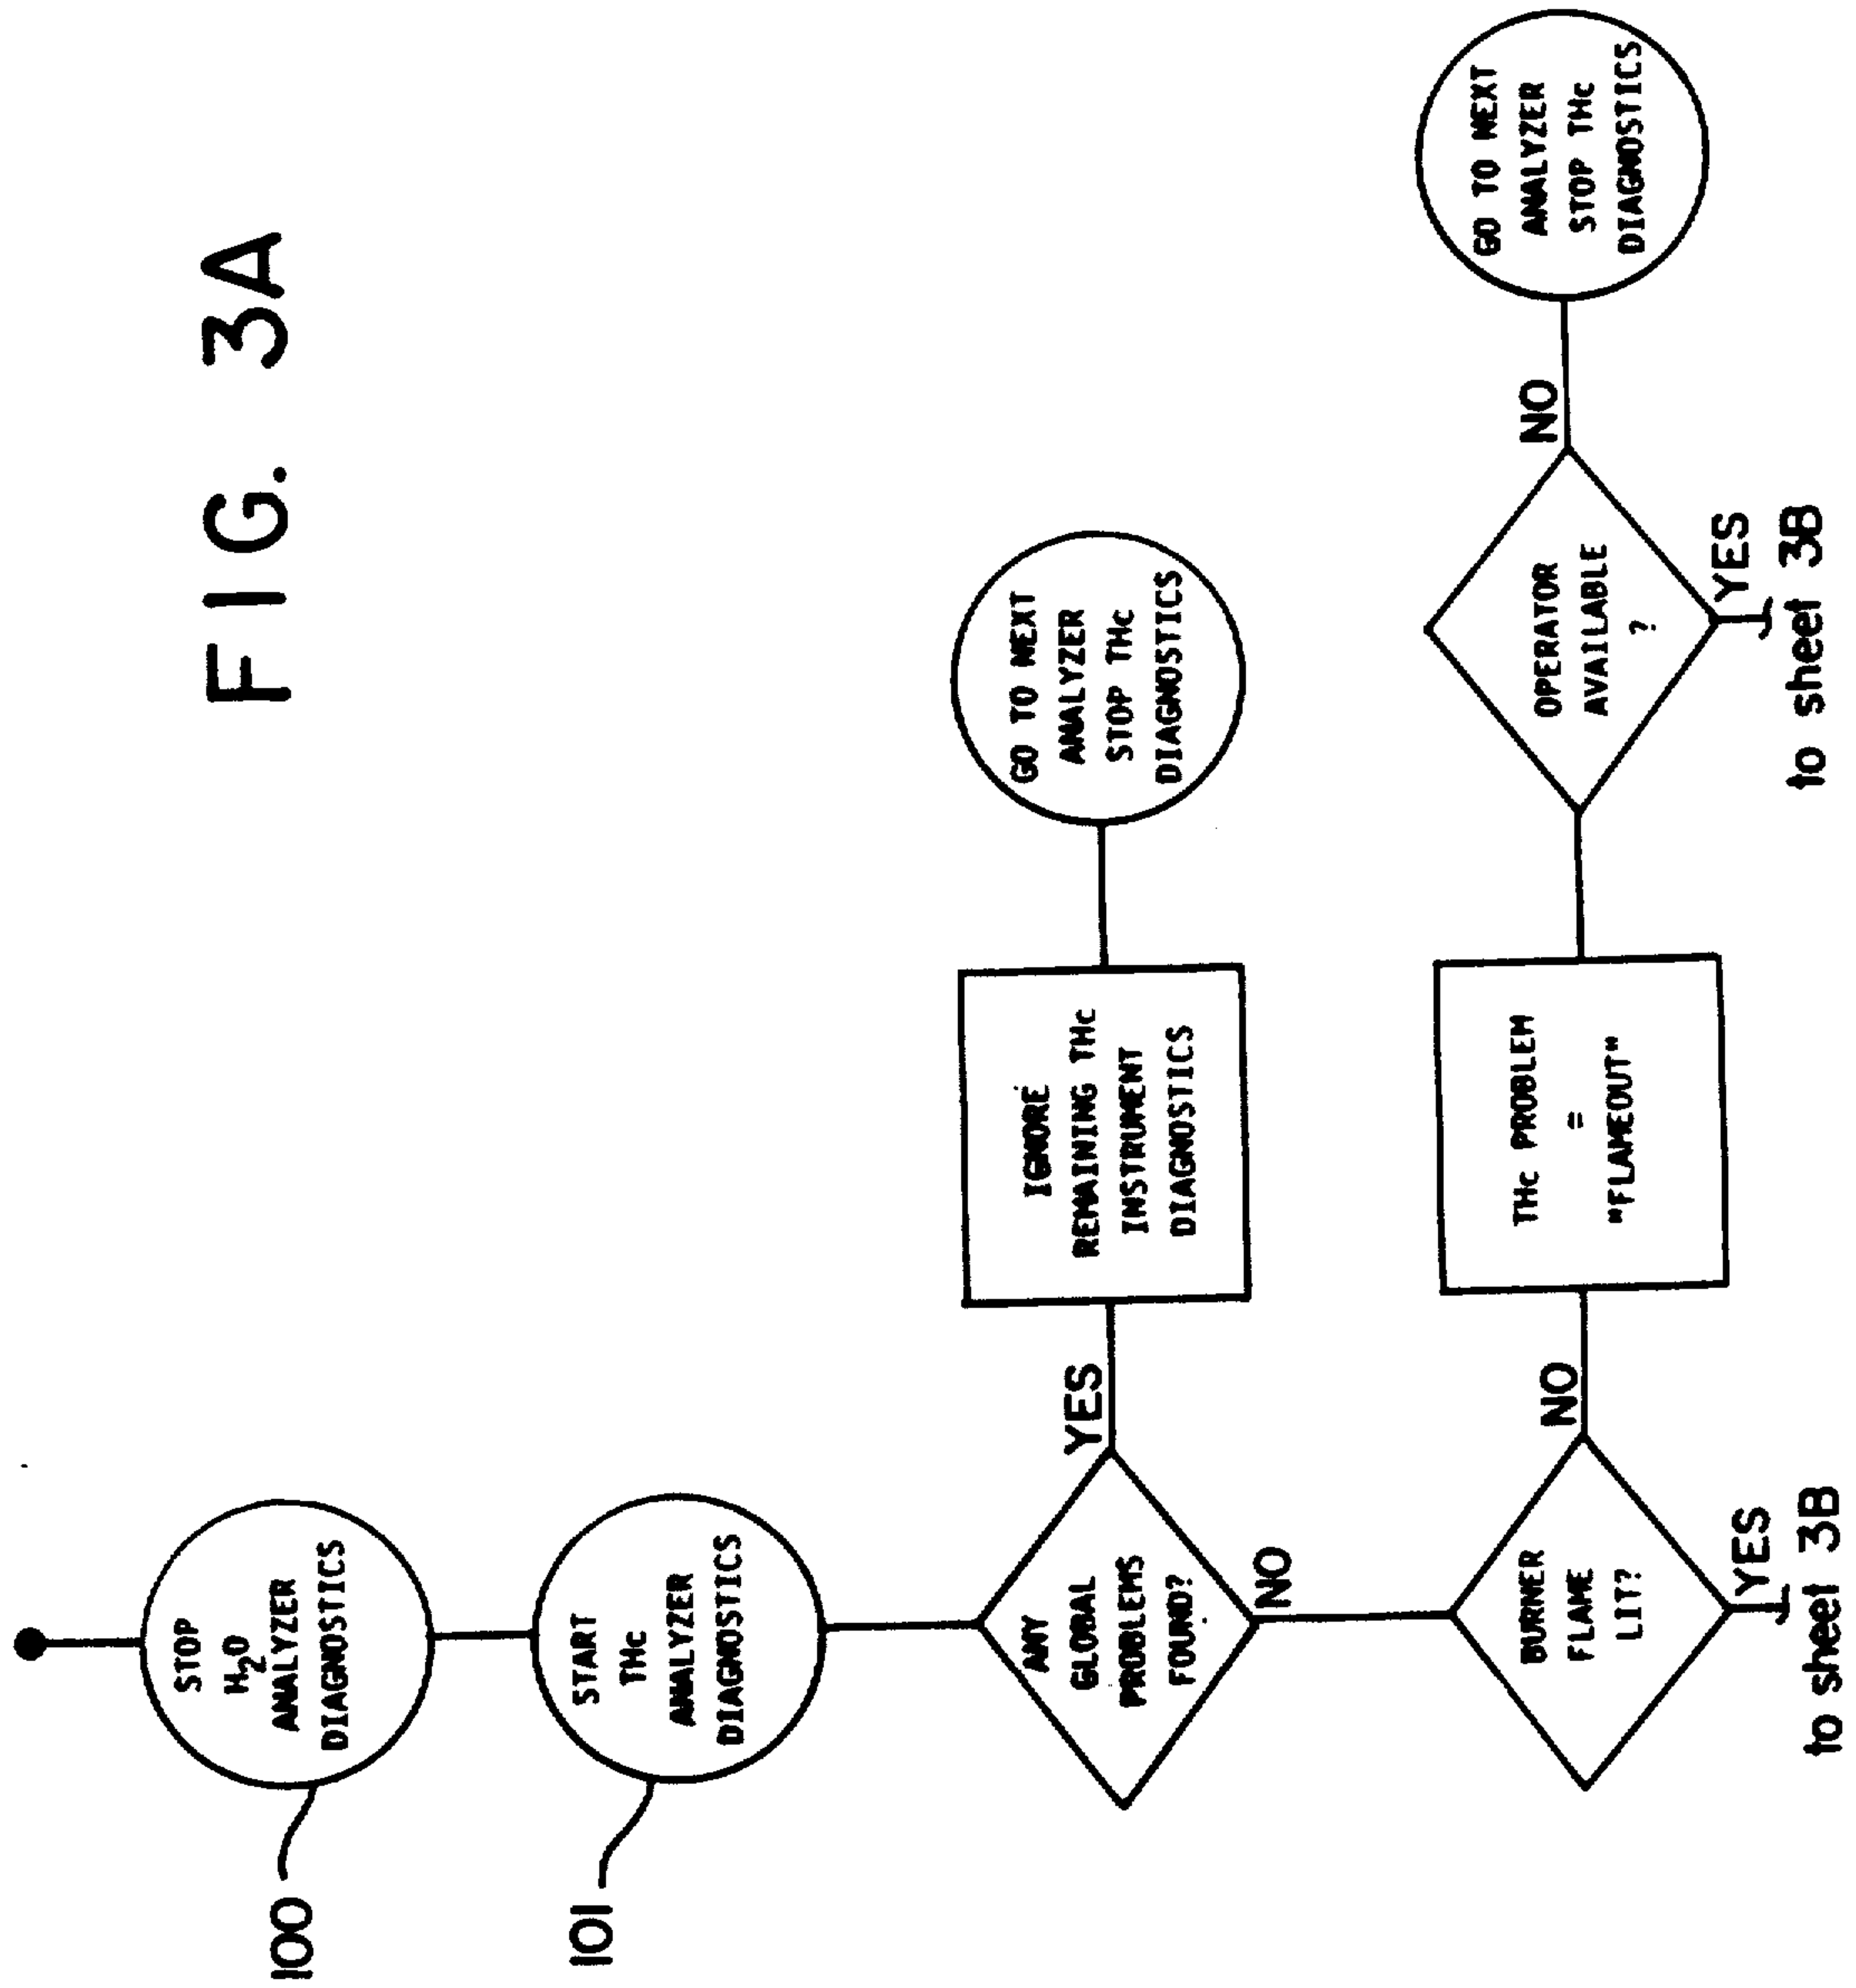 FIG. 3A
100
STOP
H2O
ANALYZER
DIAGNOSTICS
101
START
THc
ANALYZER
DIAGNOSTICS
ANY
GLOBAL
PROBLEMS
FOUND?
YES
IGNORE
REMAINING THc
INSTRUMENT
DIAGNOSTICS
GO TO NEXT
ANALYZER
STOP THc
DIAGNOSTICS
NO
BURNER
FLAME
LIT?
YES
to sheet 3B
NO
THc PROBLEM
=
"FLAMEOUT"
OPERATOR
AVAILABLE
?
YES
to sheet 3B
NO
GO TO NEXT
ANALYZER
STOP THc
DIAGNOSTICS